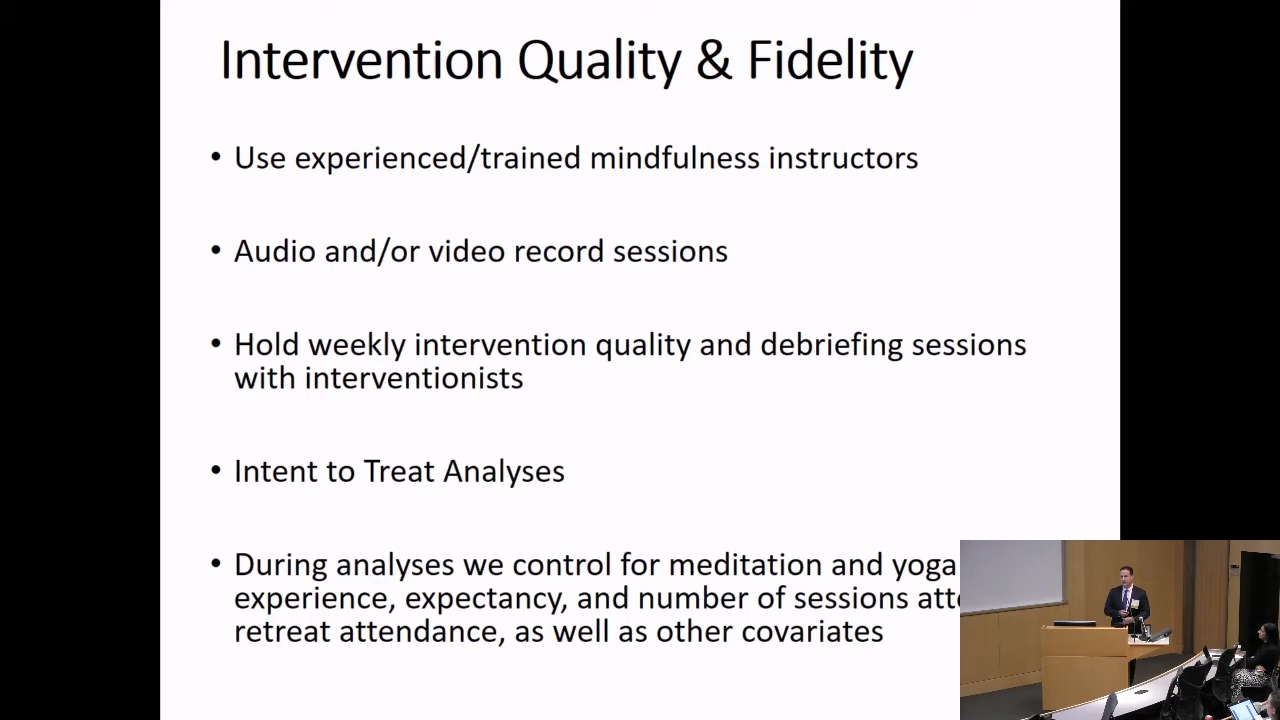 Intervention Quality & Fidelity
• Use experienced/trained mindfulness instructors
• Audio and/or video record sessions
• Hold weekly intervention quality and debriefing sessions
with interventionists
• Intent to Treat Analyses
• During analyses we control for meditation and yoga
experience, expectancy, and number of sessions
retreat attendance, as well as other covariates